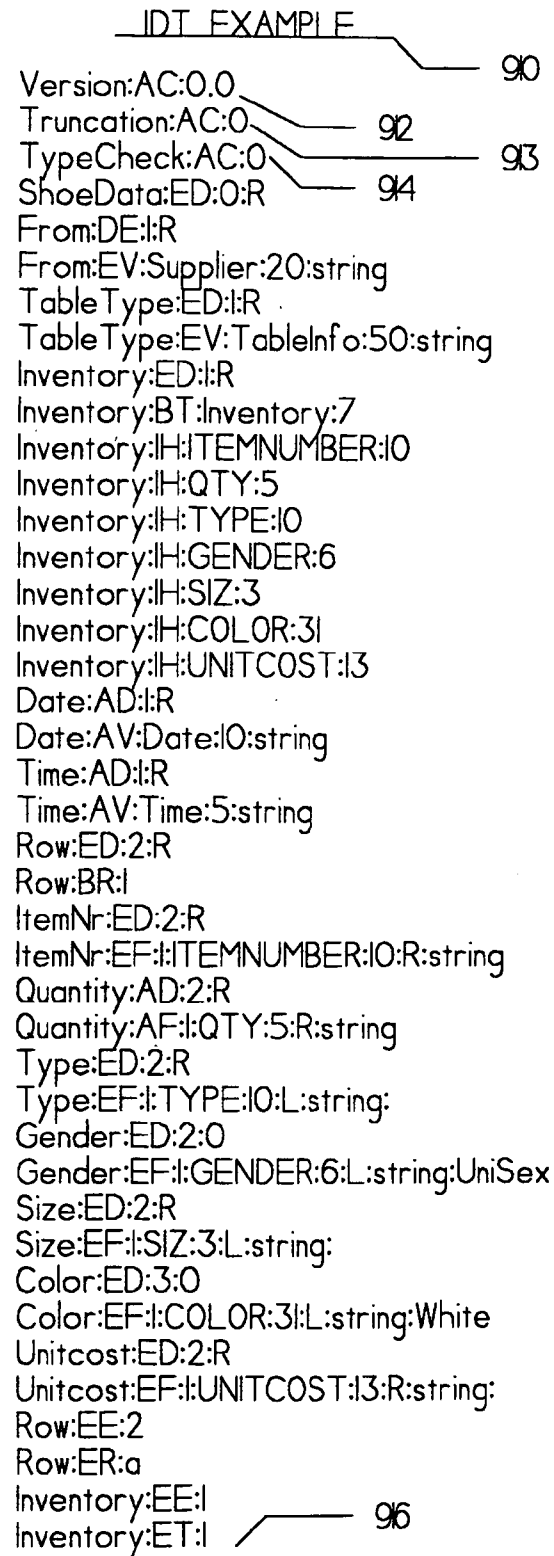 IDT EXAMPLE
90
Version:AC:0.0
92
Truncation:AC:0
93
TypeCheck:AC:0
94
ShoeData:ED:0:R
From:DE:1:R
From:EV:Supplier:20:string
TableType:ED:1:R
TableType:EV:TableInfo:50:string
Inventory:ED:1:R
Inventory:BT:Inventory:7
Inventory:IH:ITEMNUMBER:10
Inventory:IH:QTY:5
Inventory:IH:TYPE:10
Inventory:IH:GENDER:6
Inventory:IH:SIZ:3
Inventory:IH:COLOR:31
Inventory:IH:UNITCOST:13
Date:AD:1:R
Date:AV:Date:10:string
Time:AD:1:R
Time:AV:Time:5:string
Row:ED:2:R
Row:BR:1
ItemNr:ED:2:R
ItemNr:EF:1:ITEMNUMBER:10:R:string
Quantity:AD:2:R
Quantity:AF:1:QTY:5:R:string
Type:ED:2:R
Type:EF:1:TYPE:10:L:string:
Gender:ED:2:O
Gender:EF:1:GENDER:6:L:string:UniSex
Size:ED:2:R
Size:EF:1:SIZ:3:L:string:
Color:ED:3:O
Color:EF:1:COLOR:31:L:string:White
Unitcost:ED:2:R
Unitcost:EF:1:UNITCOST:13:R:string:
Row:EE:2
Row:ER:a
Inventory:EE:1
Inventory:ET:1
96